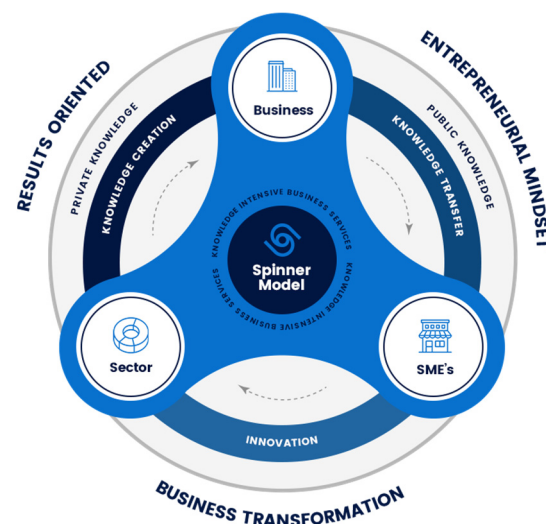 RESULTS ORIENTED
ENTREPRENEURIAL MINDSET
PRIVATE KNOWLEDGE
KNOWLEDGE CREATION
Business
PUBLIC KNOWLEDGE
KNOWLEDGE TRANSFER
KNOWLEDGE INTENSIVE BUSINESS SERVICES
Spinner
Model
KNOWLEDGE INTENSIVE BUSINESS SERVICES
Sector
SME's
INNOVATION
BUSINESS TRANSFORMATION